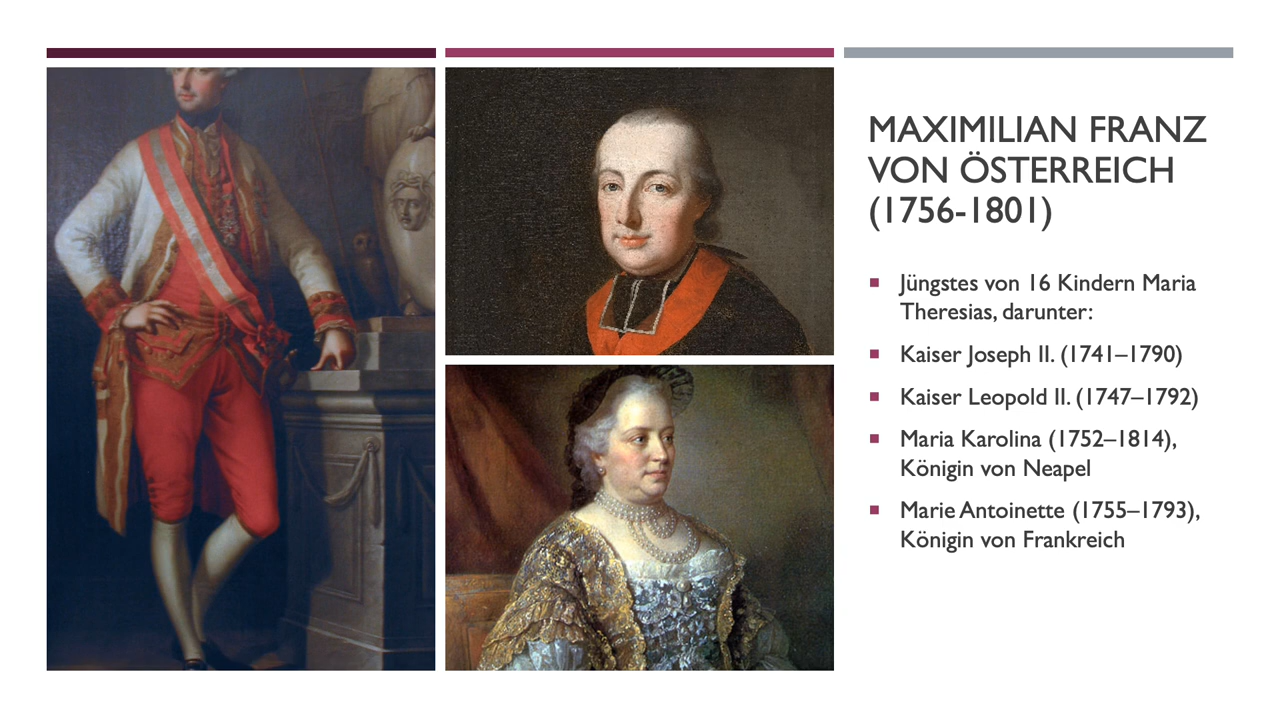 MAXIMILIAN FRANZ
VON ÖSTERREICH
(1756-1801)
Jüngstes von 16 Kindern Maria
Theresias, darunter:
Kaiser Joseph II. (1741–1790)
Kaiser Leopold II. (1747–1792)
Maria Karolina (1752–1814),
Königin von Neapel
Marie Antoinette (1755–1793),
Königin von Frankreich